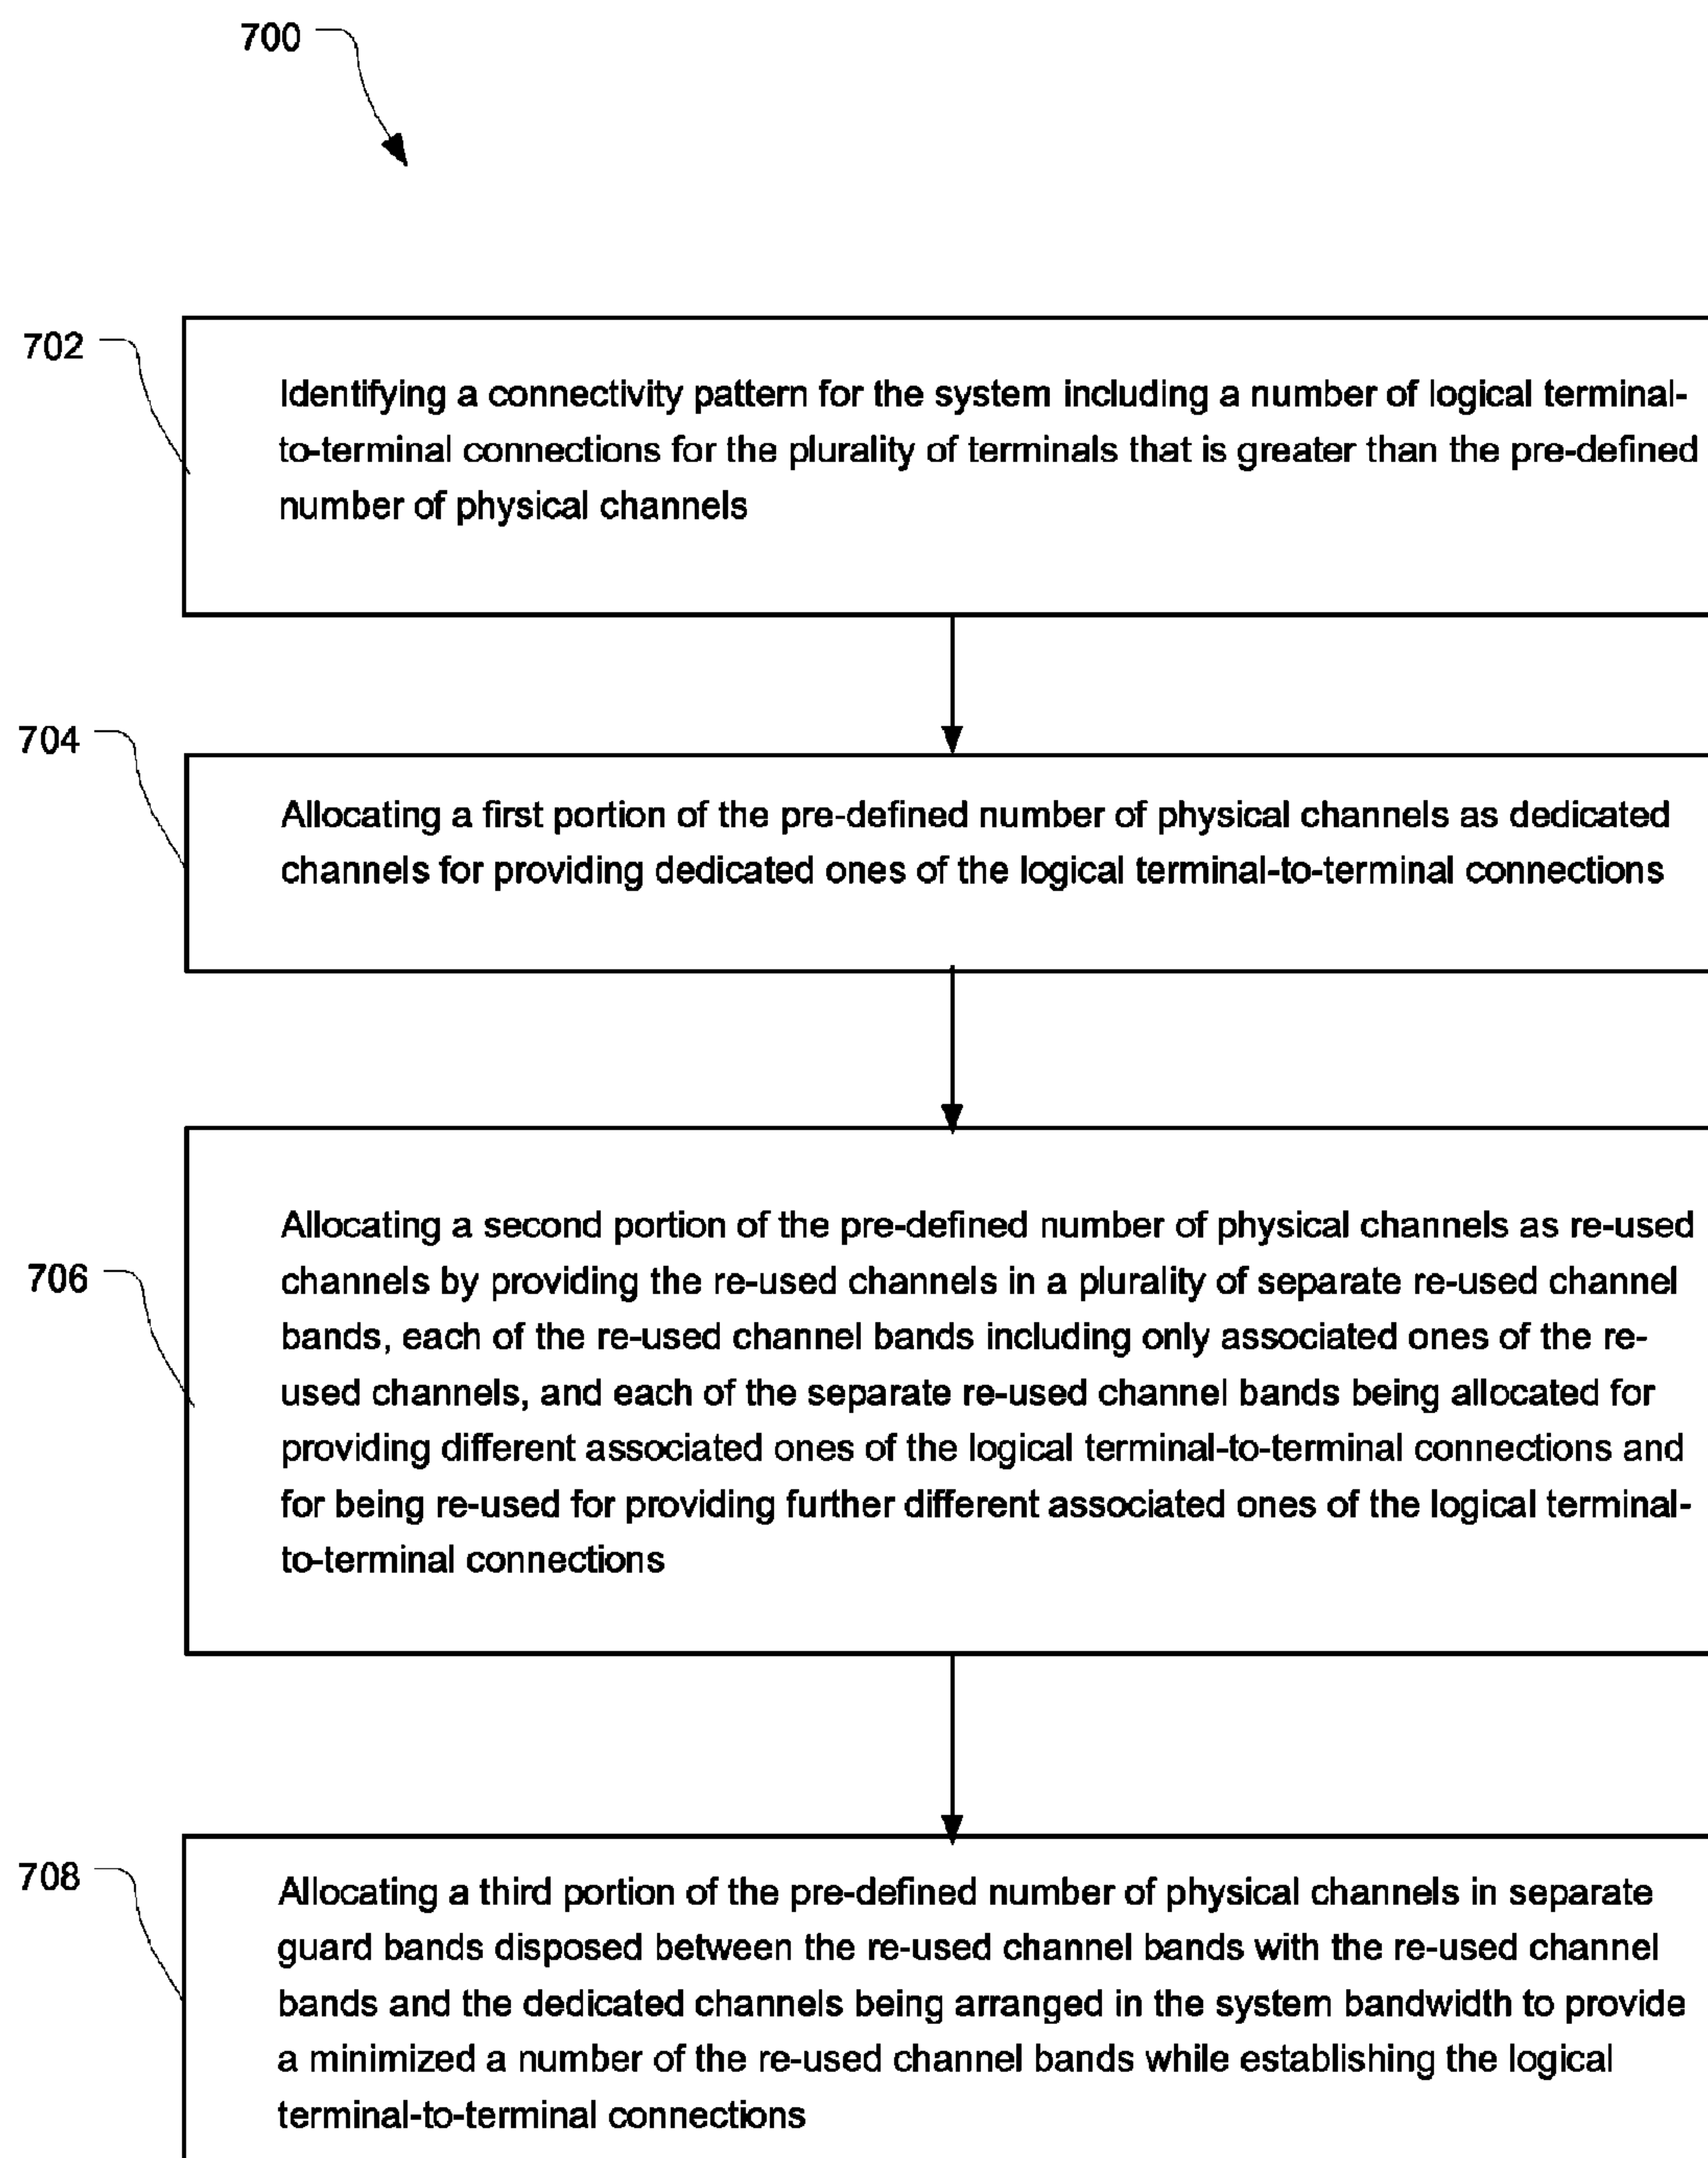 700
702
Identifying a connectivity pattern for the system including a number of logical terminal-
to-terminal connections for the plurality of terminals that is greater than the pre-defined
number of physical channels
704
Allocating a first portion of the pre-defined number of physical channels as dedicated
channels for providing dedicated ones of the logical terminal-to-terminal connections
706
Allocating a second portion of the pre-defined number of physical channels as re-used
channels by providing the re-used channels in a plurality of separate re-used channel
bands, each of the re-used channel bands including only associated ones of the re-
used channels, and each of the separate re-used channel bands being allocated for
providing different associated ones of the logical terminal-to-terminal connections and
for being re-used for providing further different associated ones of the logical terminal-
to-terminal connections
708
Allocating a third portion of the pre-defined number of physical channels in separate
guard bands disposed between the re-used channel bands with the re-used channel
bands and the dedicated channels being arranged in the system bandwidth to provide
a minimized a number of the re-used channel bands while establishing the logical
terminal-to-terminal connections